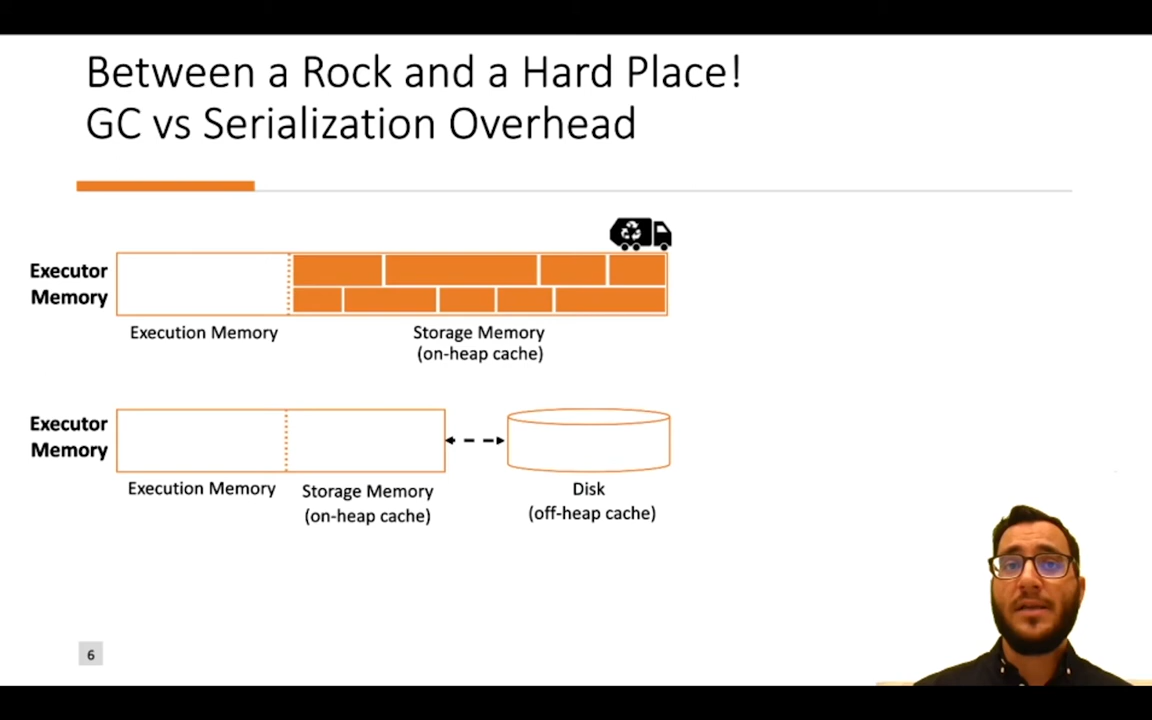 Between a Rock and a Hard Place!
GC vs Serialization Overhead
Executor
Memory
Execution Memory
Storage Memory
(on-heap cache)
Executor
Memory
Execution Memory
Storage Memory
(on-heap cache)
Disk
(off-heap cache)
6